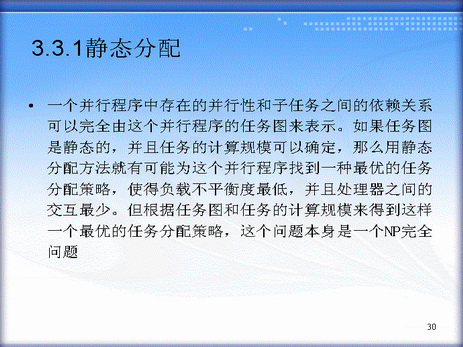 3.3.1静态分配
• 一个并行程序中存在的并行性和子任务之间的依赖关系
可以完全由这个并行程序的任务图来表示。如果任务图
是静态的，并且任务的计算规模可以确定，那么用静态
分配方法就有可能为这个并行程序找到一种最优的任务
分配策略，使得负载不平衡度最低，并且处理器之间的
交互最少。但根据任务图和任务的计算规模来得到这样
一个最优的任务分配策略，这个问题本身是一个NP完全
问题
30